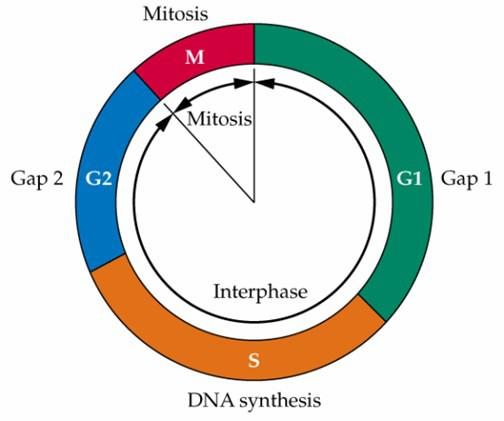 Mitosis
M
Mitosis
Gap 2
G2
G1
Gap 1
Interphase
S
DNA synthesis